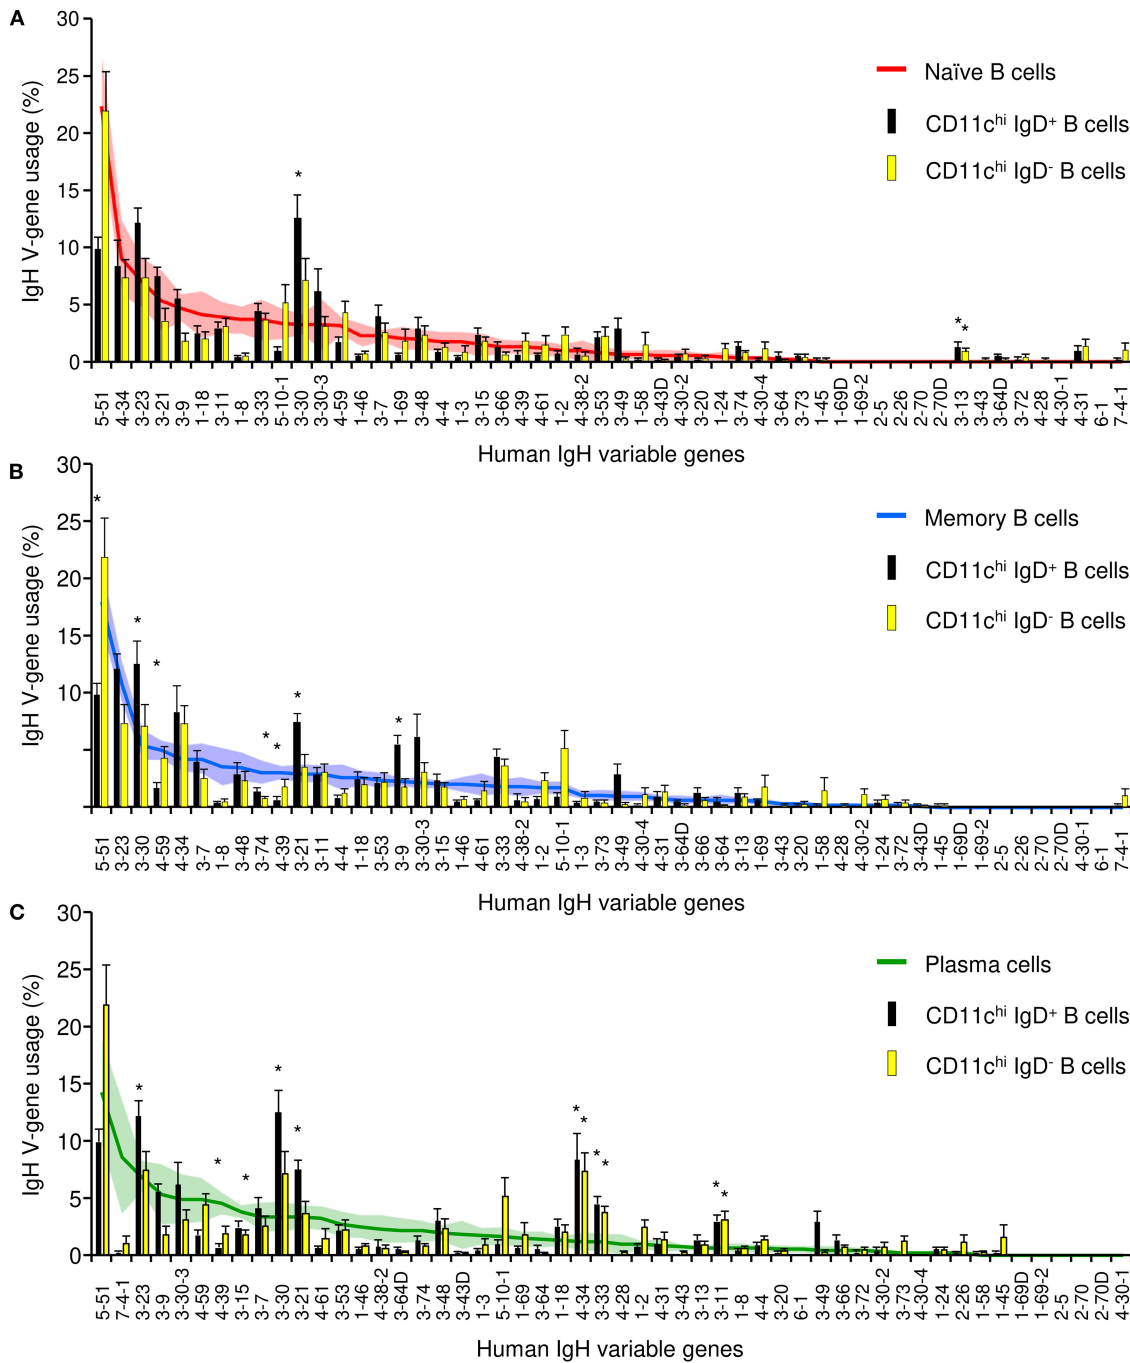 A
IgH V-gene usage (%)
30
25
20
15
10
5
0
Naïve B cells
CD11c^hi IgD^+ B cells
CD11c^hi IgD^- B cells
*
* *
5-51 4-34 3-23 3-21 3-9 1-18 3-11 1-8 3-33 5-10-1 3-30 3-30-3 4-59 1-46 3-7 1-69 3-48 4-4 1-3 3-15 3-66 4-39 4-61 1-2 4-38-2 3-53 3-49 1-58 3-43D 4-30-2 3-20 1-24 3-74 4-30-4 3-64 3-73 1-45 1-69D 1-69-2 2-5 2-26 2-70 2-70D 3-13 3-43 3-64D 3-72 4-28 4-30-1 4-31 6-1 7-4-1
Human IgH variable genes
B
IgH V-gene usage (%)
30
25
20
15
10
Memory B cells
CD11c^hi IgD^+ B cells
CD11c^hi IgD^- B cells
* * * * * * *
5-51 3-23 3-30 4-59 4-34 3-7 1-8 3-48 3-74 4-39 3-21 3-11 4-4 1-18 3-53 3-9 3-30-3 3-15 1-46 4-61 3-33 4-38-2 1-2 5-10-1 1-3 3-73 3-49 4-30-4 4-31 3-64D 3-66 3-64 3-13 1-69 3-43 3-20 1-58 4-28 4-30-2 1-24 3-72 3-43D 1-45 1-69D 1-69-2 2-5 2-26 2-70 2-70D 4-30-1 6-1 7-4-1
Human IgH variable genes
C
IgH V-gene usage (%)
30
25
20
15
10
5
0
Plasma cells
CD11c^hi IgD^+ B cells
CD11c^hi IgD^- B cells
* * * * * * * * * * *
5-51 7-4-1 3-23 3-9 3-30-3 4-59 4-39 3-15 3-7 3-30 3-21 4-61 3-53 1-46 4-38-2 3-64D 3-74 3-48 3-43D 1-3 5-10-1 1-69 3-64 1-18 4-34 3-33 4-28 1-2 4-31 3-43 3-13 3-11 1-8 4-4 3-20 6-1 3-49 3-66 3-72 4-30-2 3-73 4-30-4 1-24 2-26 1-58 1-45 1-69D 1-69-2 2-5 2-70 2-70D 4-30-1
Human IgH variable genes